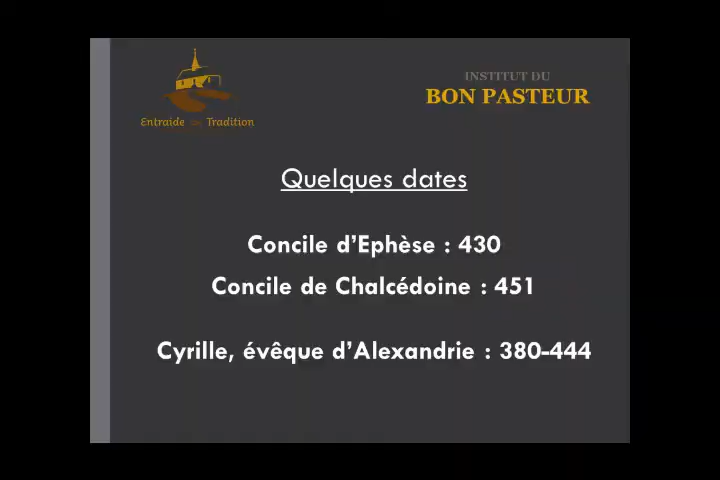 Entraide Tradition
INSTITUT DU
BON PASTEUR
Quelques dates
Concile d’Ephèse : 430
Concile de Chalcédoine : 451
Cyrille, évêque d’Alexandrie : 380-444